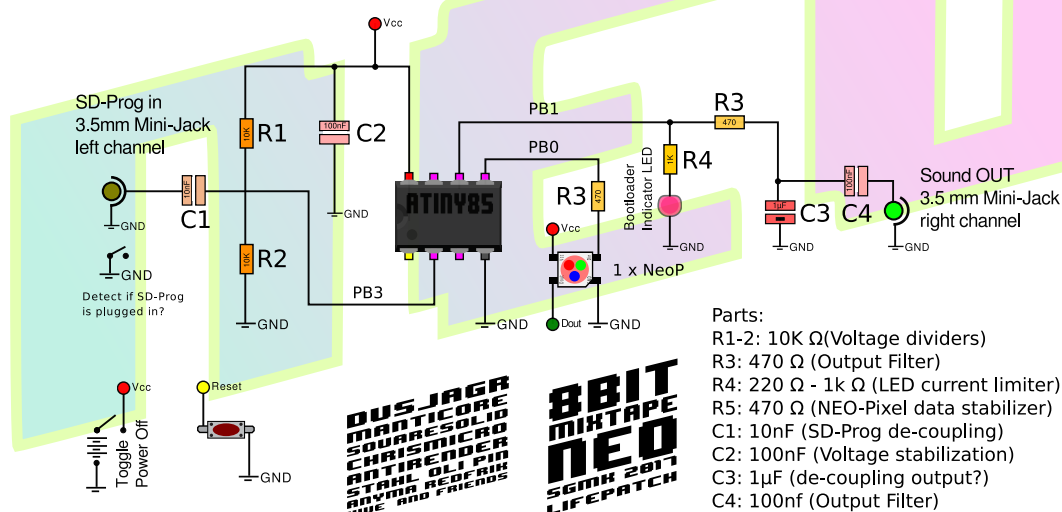 Vcc
SD-Prog in
3.5mm Mini-Jack
left channel
10K
R1
100nF
C2
PB1
PB0
R3
470
R4
1K
Bootloader
Indicator LED
R3
470
10nF
C1
GND
GND
ATINY85
GND
1µF
C3
GND
100nF
C4
GND
Sound OUT
3.5 mm Mini-Jack
right channel
GND
Detect if SD-Prog
is plugged in?
10K
R2
GND
PB3
GND
Vcc
1 x NeoP
Dout
GND
Vcc
Toggle
Power Off
Reset
GND
DUSJAGR
MANTICORE
SQUARESOLID
CHRISMICRO
ANTIRENDER
STAHL OLI PIN
ANYMA REDFRIK
AND FRIENDS
8BIT
MIXTAPE
NEO
SGMK 2017
LIFEPATCH
Parts:
R1-2: 10K Ω(Voltage dividers)
R3: 470 Ω (Output Filter)
R4: 220 Ω - 1k Ω (LED current limiter)
R5: 470 Ω (NEO-Pixel data stabilizer)
C1: 10nF (SD-Prog de-coupling)
C2: 100nF (Voltage stabilization)
C3: 1µF (de-coupling output?)
C4: 100nf (Output Filter)